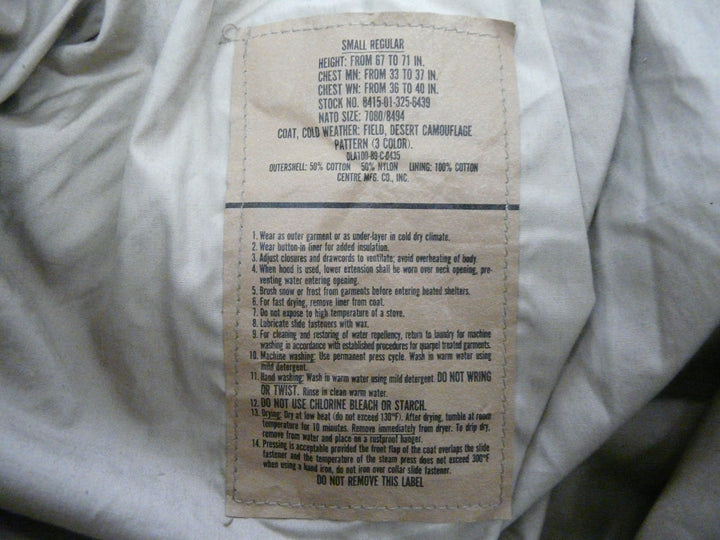 SMALL REGULAR
HEIGHT: FROM 67 TO 71 IN.
CHEST MN: FROM 33 TO 37 IN.
CHEST WN: FROM 36 TO 40 IN.
STOCK NO. 8415-01-325-6439
NATO SIZE: 7080/8494
COAT, COLD WEATHER: FIELD, DESERT CAMOUFLAGE
PATTERN (3 COLOR).
DLA100-89-C-0435
OUTERSHELL: 50% COTTON 50% NYLON LINING: 100% COTTON
CENTRE MFG. CO., INC.
1. Wear as outer garment or as under-layer in cold dry climate.
2. Wear button-in liner for added insulation.
3. Adjust closures and drawcords to ventilate; avoid overheating of body.
4. When hood is used, lower extension shall be worn over neck opening, pre-
venting water entering opening.
5. Brush snow or frost from garments before entering heated shelters.
6. For fast drying, remove liner from coat.
7. Do not expose to high temperature of a stove.
8. Lubricate slide fasteners with wax.
9. For cleaning and restoring of water repellency, return to laundry for machine
washing in accordance with established procedures for quarpel treated garments.
10. Machine washing: Use permanent press cycle. Wash in warm water using
mild detergent.
11. Hand washing: Wash in warm water using mild detergent. DO NOT WRING
OR TWIST. Rinse in clean warm water.
12. DO NOT USE CHLORINE BLEACH OR STARCH.
13. Drying: Dry at low heat (do not exceed 130°F). After drying, tumble at room
temperature for 10 minutes. Remove immediately from dryer. To drip dry,
remove from water and place on a rustproof hanger.
14. Pressing is acceptable provided the front flap of the coat overlaps the slide
fastener and the temperature of the steam press does not exceed 300°F
when using a hand iron, do not iron over collar slide fastener.
DO NOT REMOVE THIS LABEL